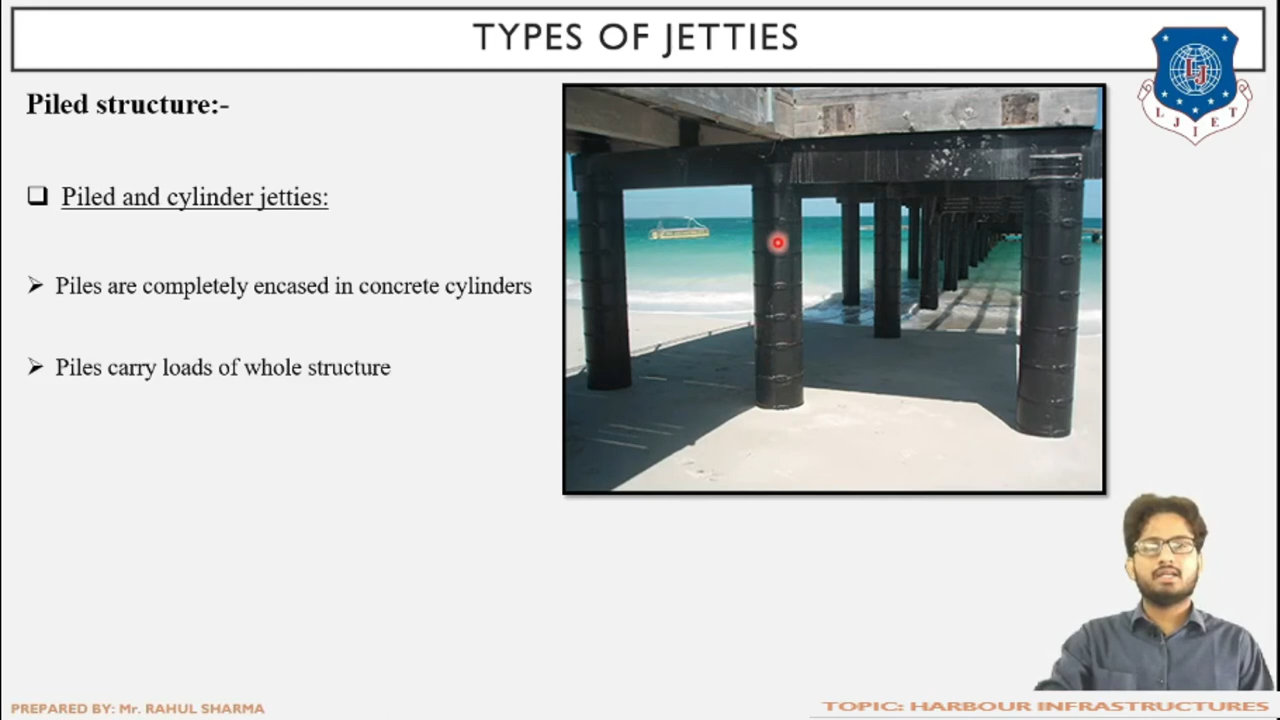 TYPES OF JETTIES
Piled structure:-
Piled and cylinder jetties:
Piles are completely encased in concrete cylinders
Piles carry loads of whole structure
LJ
L J I E T
PREPARED BY: Mr. RAHUL SHARMA
TOPIC: HARBOUR INFRASTRUCTURES